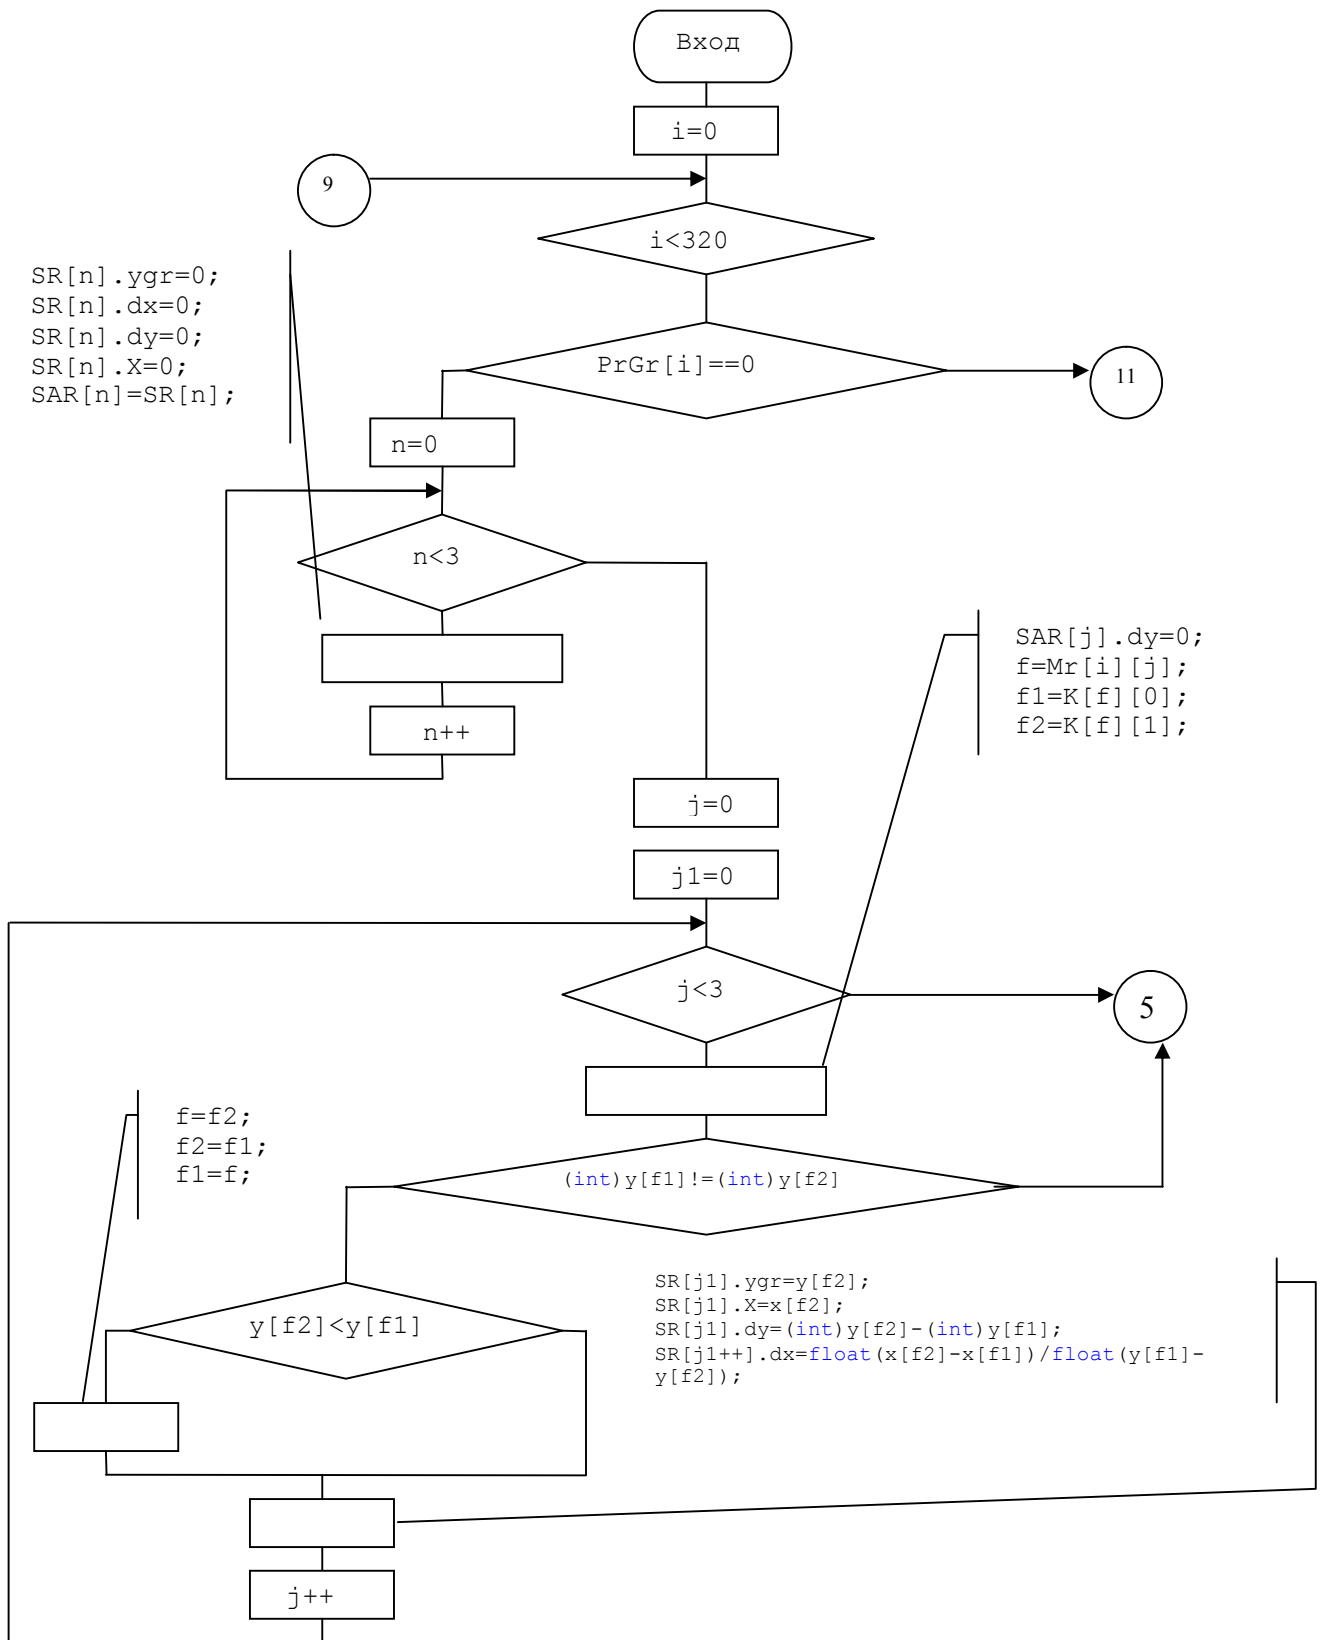 Вход
i=0
9
i<320
SR[n].ygr=0;
SR[n].dx=0;
SR[n].dy=0;
SR[n].X=0;
SAR[n]=SR[n];
PrGr[i]==0
11
n=0
n<3
n++
SAR[j].dy=0;
f=Mr[i][j];
f1=K[f][0];
f2=K[f][1];
j=0
j1=0
j<3
5
f=f2;
f2=f1;
f1=f;
(int)y[f1]!=(int)y[f2]
SR[j1].ygr=y[f2];
SR[j1].X=x[f2];
SR[j1].dy=(int)y[f2]-(int)y[f1];
SR[j1++].dx=float(x[f2]-x[f1])/float(y[f1]-
y[f2]);
y[f2]<y[f1]
j++